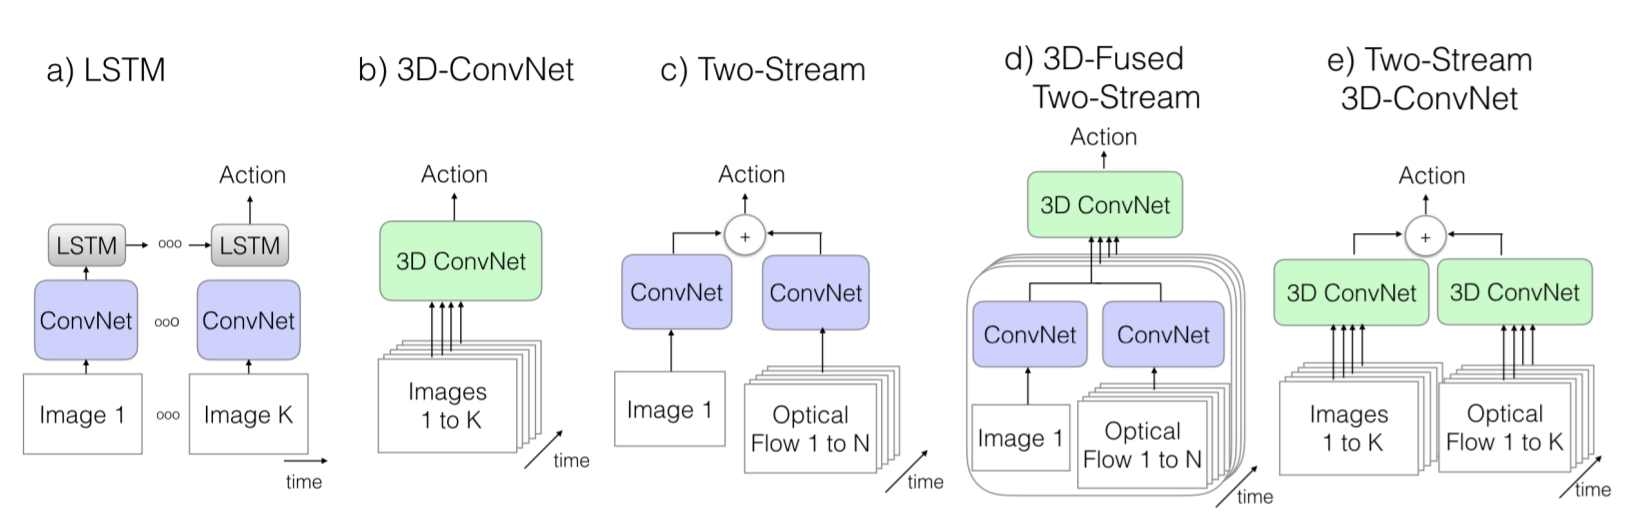 a) LSTM
Action
LSTM
ooo
LSTM
ConvNet
ooo
ConvNet
Image 1
ooo
Image K
time
b) 3D-ConvNet
Action
3D ConvNet
Images
1 to K
time
c) Two-Stream
Action
+
ConvNet
ConvNet
Image 1
Optical
Flow 1 to N
time
d) 3D-Fused
Two-Stream
Action
3D ConvNet
ConvNet
ConvNet
Image 1
Optical
Flow 1 to N
time
e) Two-Stream
3D-ConvNet
Action
+
3D ConvNet
3D ConvNet
Images
1 to K
Optical
Flow 1 to K
time